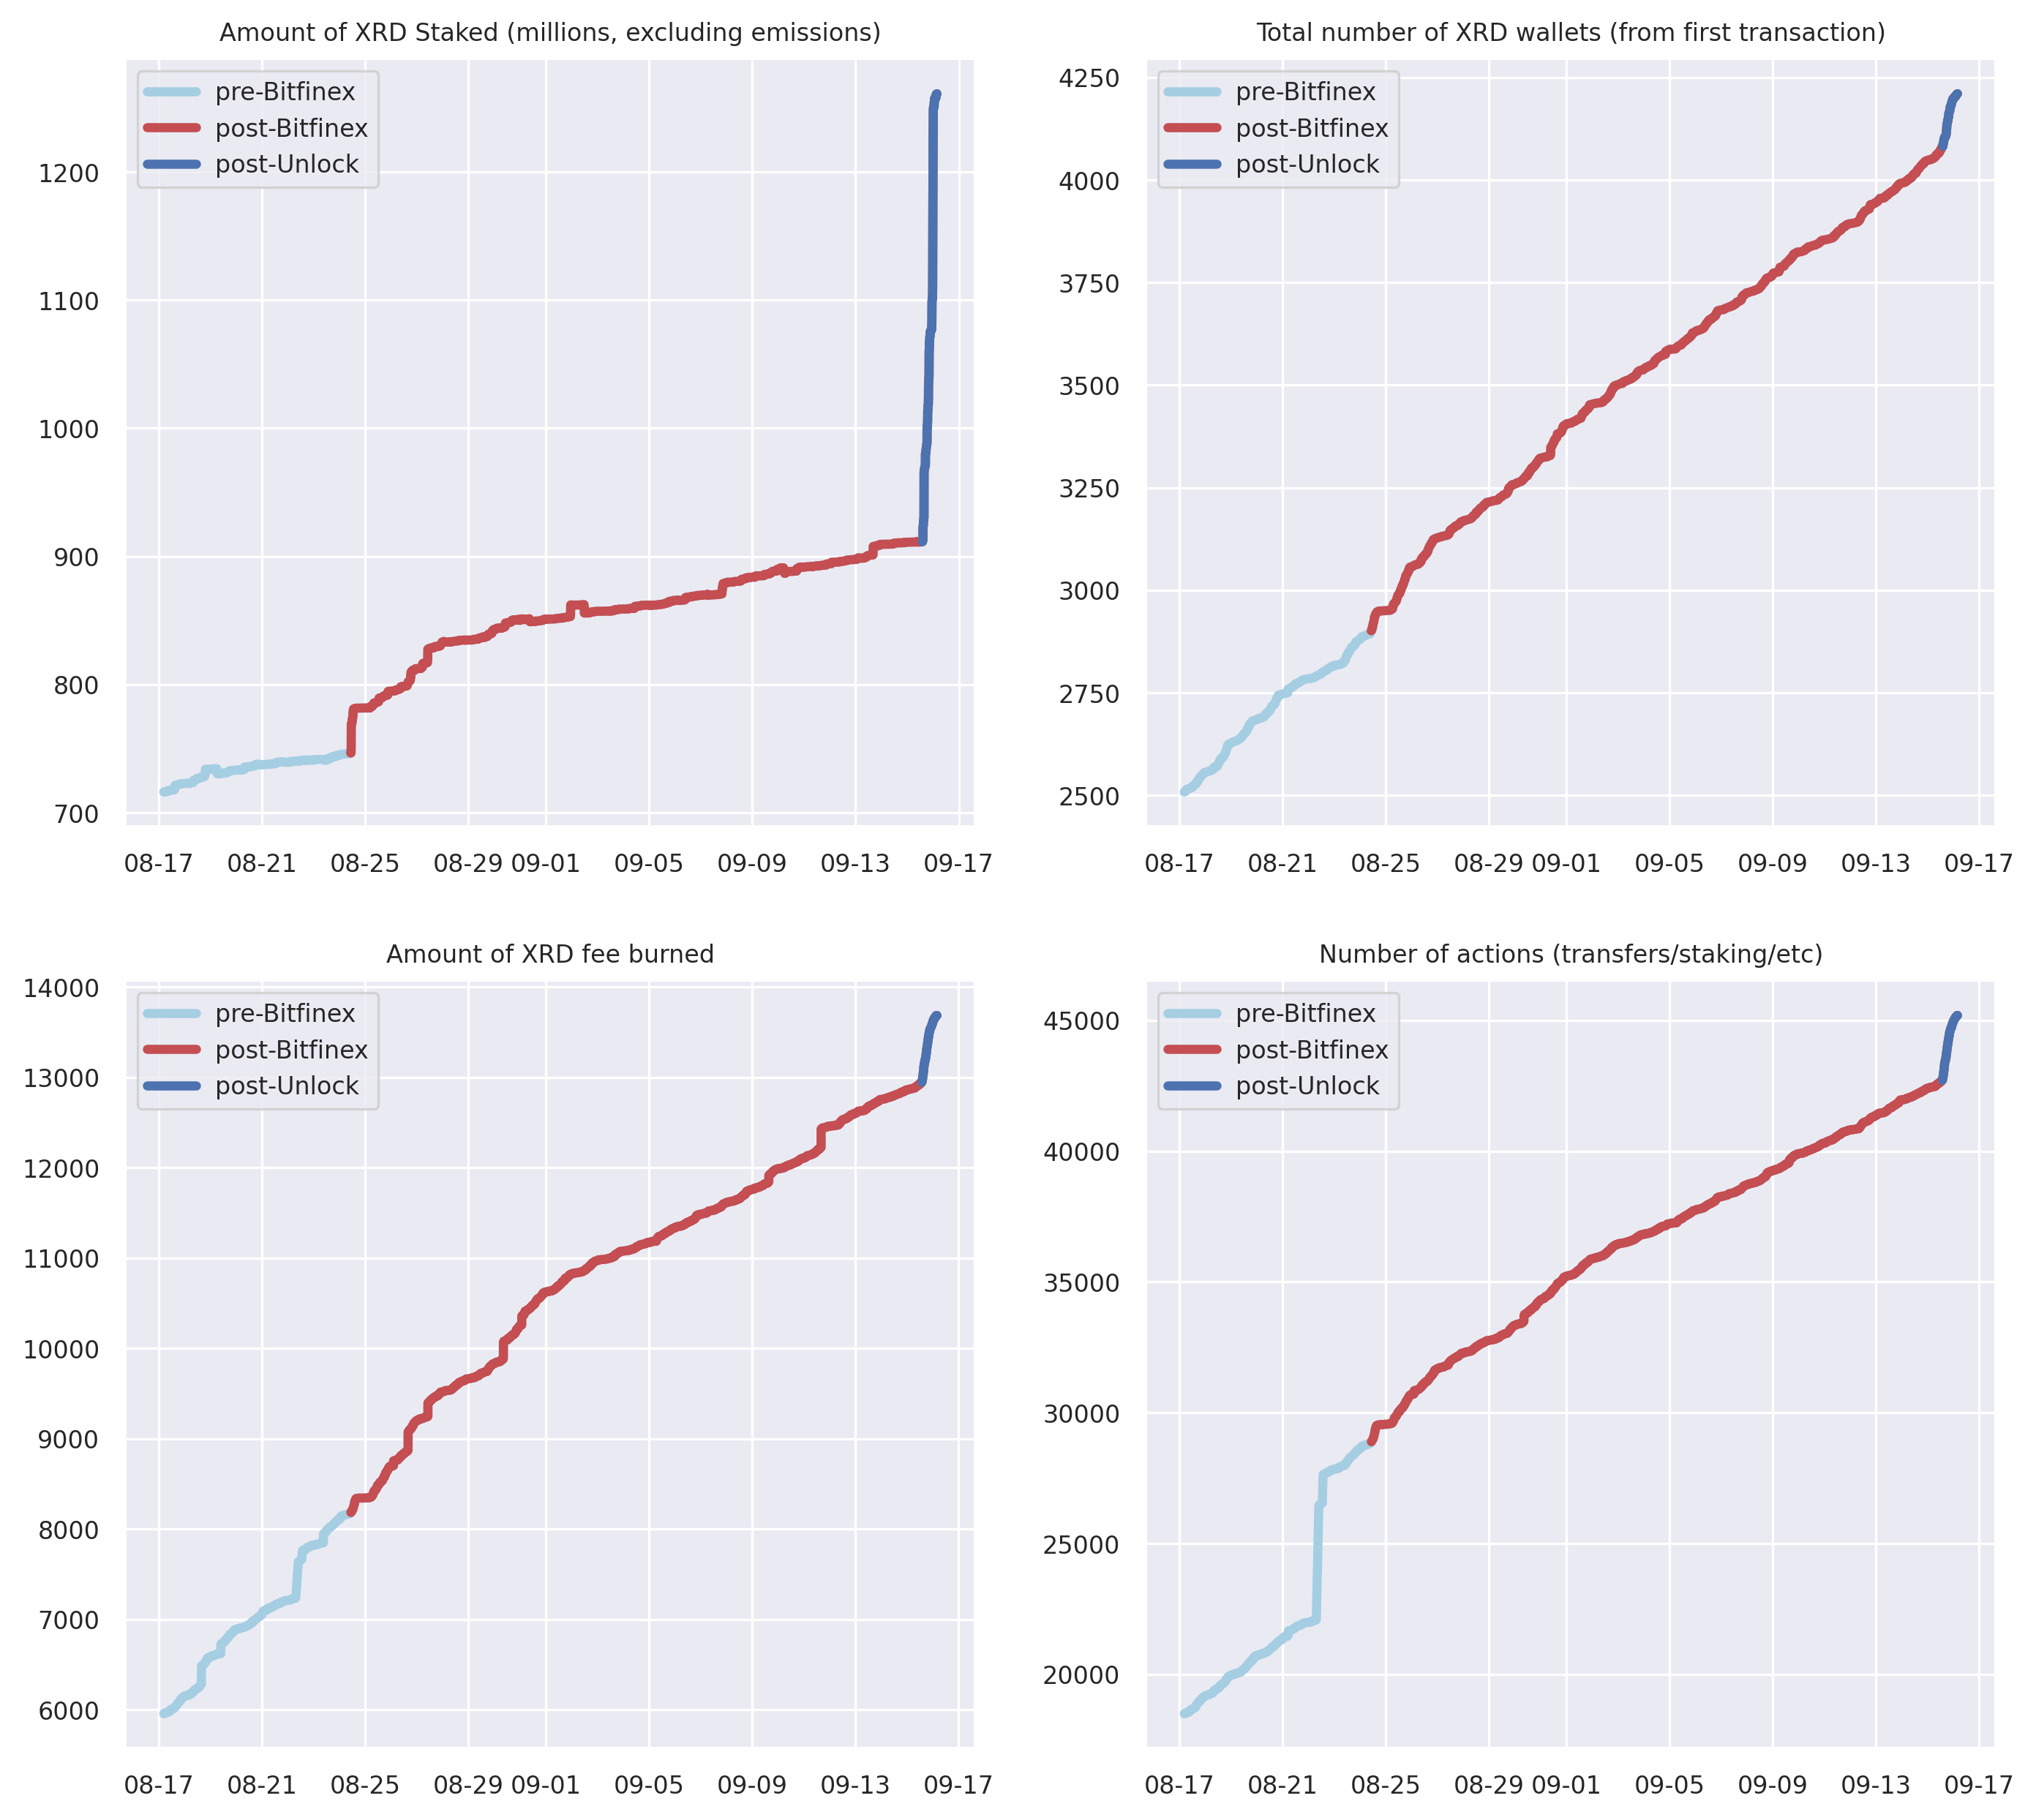 Amount of XRD Staked (millions, excluding emissions)
pre-Bitfinex
post-Bitfinex
post-Unlock
1200
1100
1000
900
800
700
08-17 08-21 08-25 08-29 09-01 09-05 09-09 09-13 09-17
Total number of XRD wallets (from first transaction)
pre-Bitfinex
post-Bitfinex
post-Unlock
4250
4000
3750
3500
3250
3000
2750
2500
08-17 08-21 08-25 08-29 09-01 09-05 09-09 09-13 09-17
Amount of XRD fee burned
pre-Bitfinex
post-Bitfinex
post-Unlock
14000
13000
12000
11000
10000
9000
8000
7000
6000
08-17 08-21 08-25 08-29 09-01 09-05 09-09 09-13 09-17
Number of actions (transfers/staking/etc)
pre-Bitfinex
post-Bitfinex
post-Unlock
45000
40000
35000
30000
25000
20000
08-17 08-21 08-25 08-29 09-01 09-05 09-09 09-13 09-17